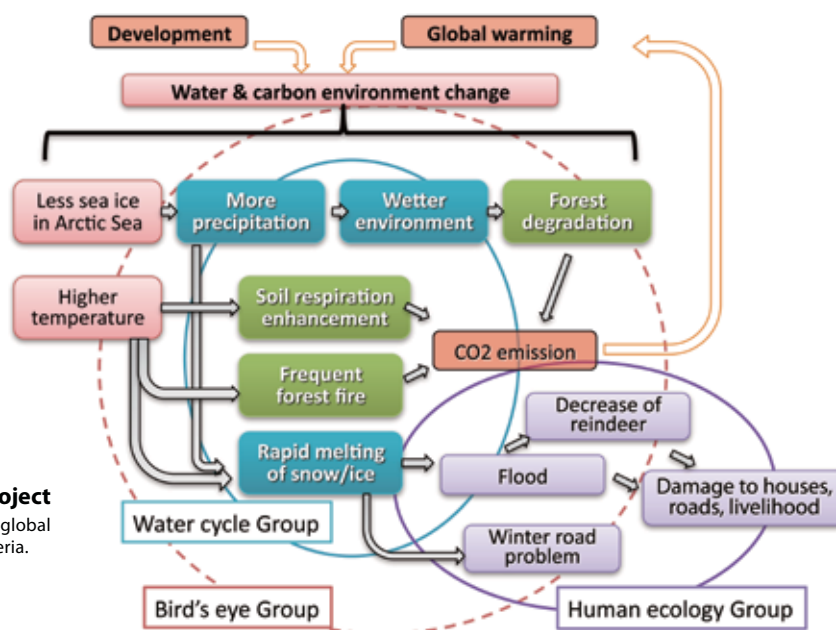 Development
Global warming
Water & carbon environment change
Less sea ice
in Arctic Sea
More
precipitation
Wetter
environment
Forest
degradation
Higher
temperature
Soil respiration
enhancement
CO2 emission
Frequent
forest fire
Decrease of
reindeer
Rapid melting
of snow/ice
Flood
Damage to houses,
roads, livelihood
Winter road
problem
Water cycle Group
Bird's eye Group
Human ecology Group
global